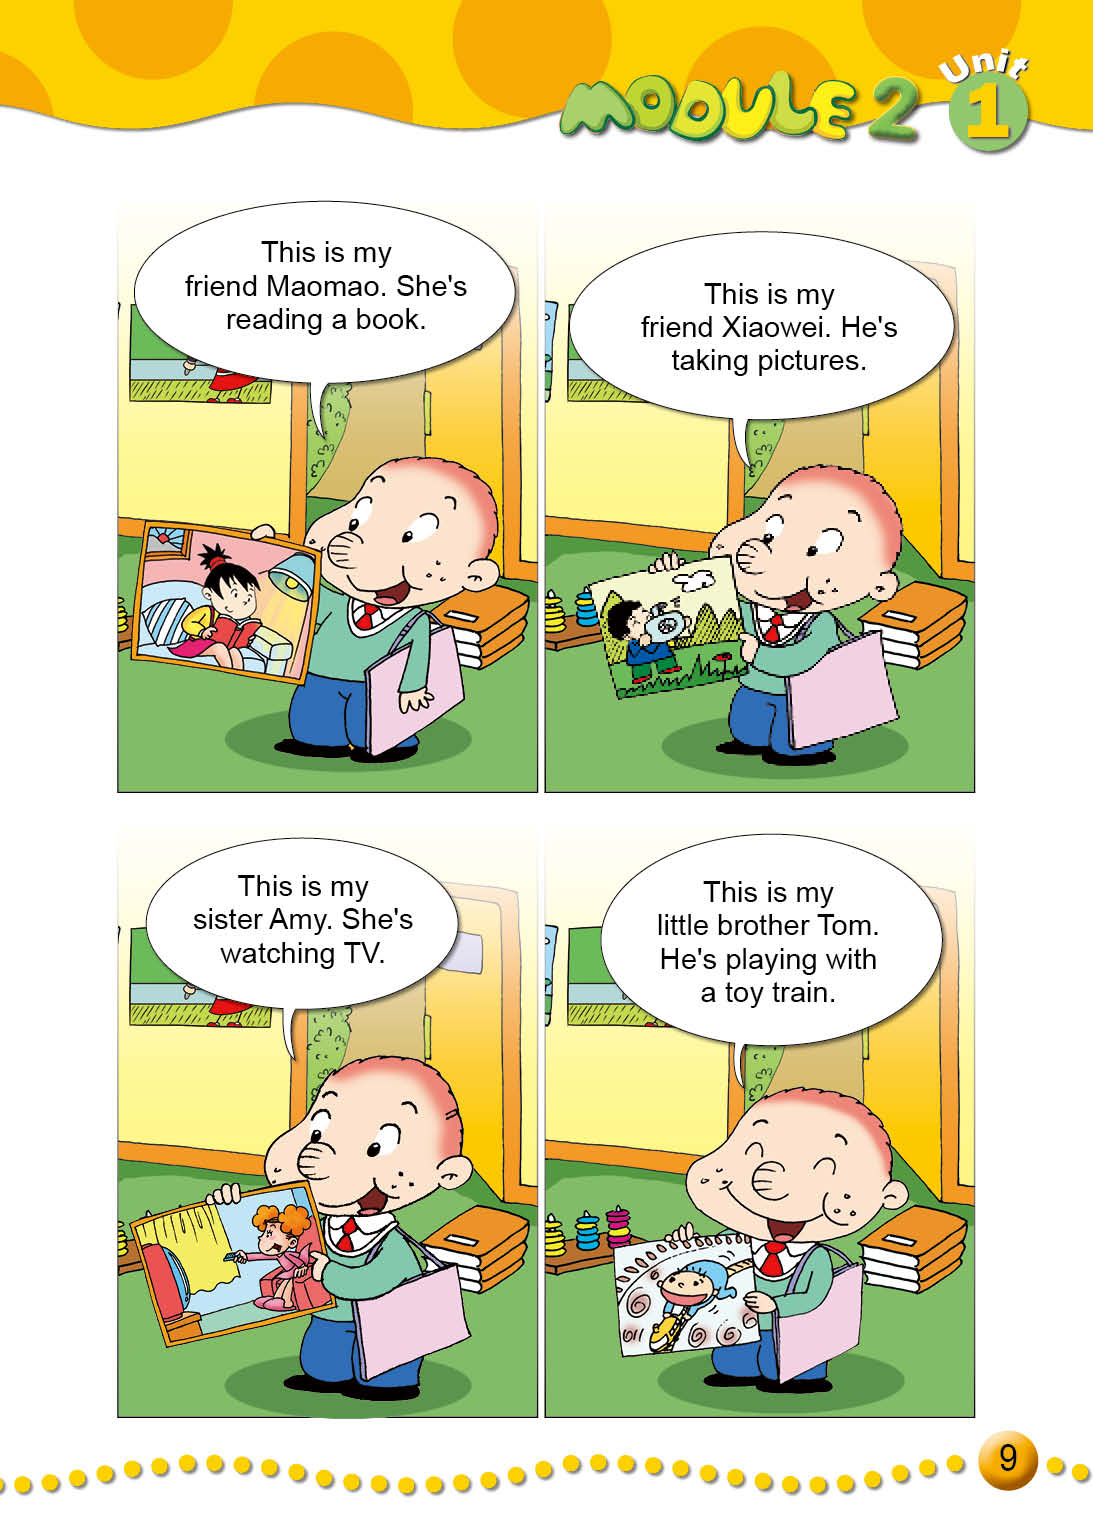 MODULE 2 Unit 1
This is my
friend Maomao. She's
reading a book.
This is my
friend Xiaowei. He's
taking pictures.
This is my
sister Amy. She's
watching TV.
This is my
little brother Tom.
He's playing with
a toy train.
9